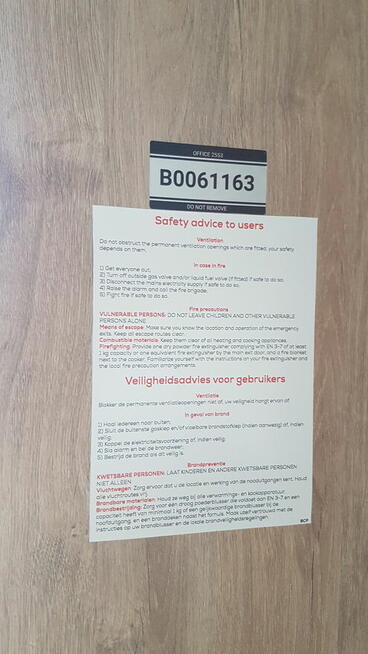 OFFICE 2553
B0061163
DO NOT REMOVE
Safety advice to users
Ventilation
Do not obstruct the permanent ventilation openings which are fitted, your safety
depends on them.
In case in fire
1) Get everyone out;
2) Turn off outside gas valve and/or liquid fuel valve (if fitted) if safe to do so;
3) Disconnect the mains electricity supply if safe to do so;
4) Raise the alarm and call the fire brigade;
5) Fight fire if safe to do so.
Fire precautions
VULNERABLE PERSONS: DO NOT LEAVE CHILDREN AND OTHER VULNERABLE
PERSONS ALONE
Means of escape: Make sure you know the location and operation of the emergency
exits. Keep all escape routes clear.
Combustible materials: Keep them clear of all heating and cooking appliances.
Firefighting: Provide one dry powder fire extinguisher complying with EN 3-7 of at least
1 kg capacity or one equivalent fire extinguisher by the main exit door, and a fire blanket
next to the cooker. Familiarize yourself with the instructions on your fire extinguisher and
the local fire precaution arrangements.
Veiligheidsadvies voor gebruikers
Ventilatie
Blokkeer de permanente ventilatieopeningen niet af, uw veiligheid hangt ervan af.
In geval van brand
1) Haal iedereen naar buiten;
2) Sluit de buitenste gasklep en/of vloeibare brandstofklep (indien aanwezig) af, indien
veilig;
3) Koppel de elektriciteitsvoorziening af, indien veilig;
4) Sla alarm en bel de brandweer;
5) Bestrijd de brand als dit veilig is.
Brandpreventie
KWETSBARE PERSONEN: LAAT KINDEREN EN ANDERE KWETSBARE PERSONEN
NIET ALLEEN
Vluchtwegen: Zorg ervoor dat u de locatie en werking van de nooduitgangen kent. Houd
alle vluchtroutes vrij.
Brandbare materialen: Houd ze weg bij alle verwarmings- en kookapparatuur.
Brandbestrijding: Zorg voor een droog poederblusser die voldoet aan EN 3-7 en een
capaciteit heeft van minimaal 1 kg of een gelijkwaardige brandblusser bij de
hoofduitgang, en een branddeken naast het fornuis. Maak uzelf vertrouwd met de
instructies op uw brandblusser en de lokale brandveiligheidsregelingen.
BCP